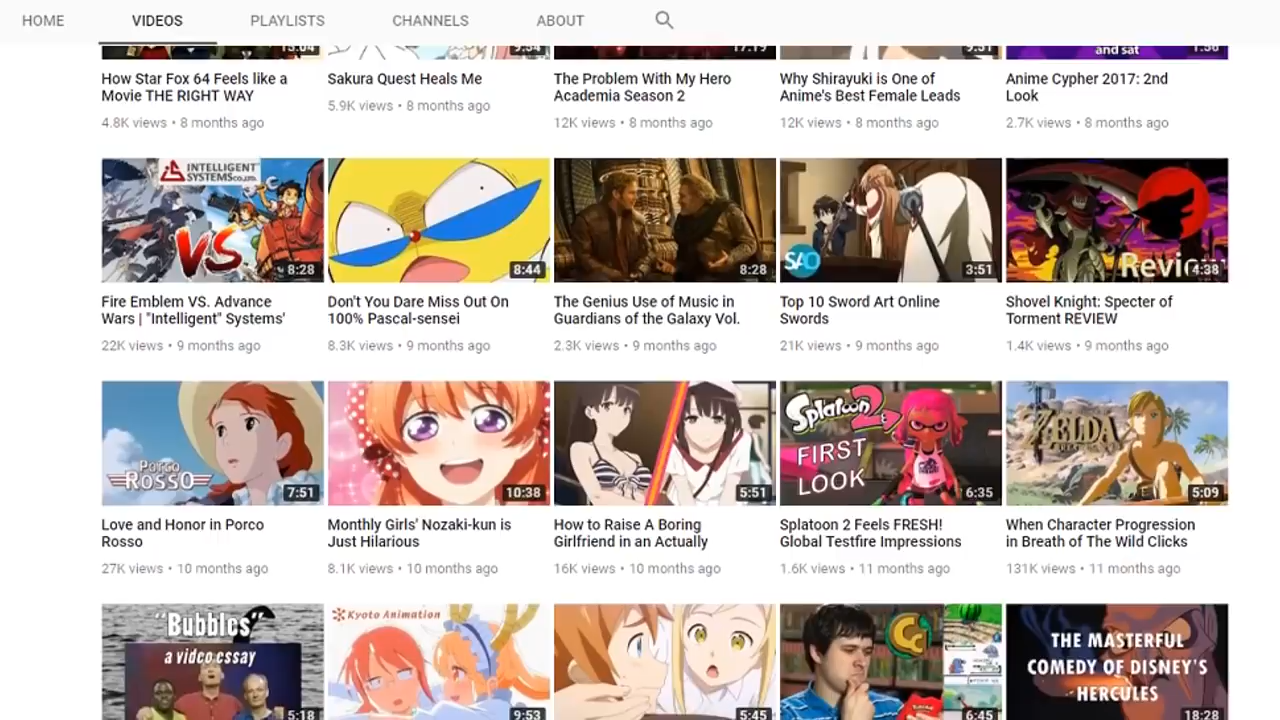 HOME VIDEOS PLAYLISTS CHANNELS ABOUT
and sat
9:54 17:19 9:51 1:56
How Star Fox 64 Feels like a
Movie THE RIGHT WAY
4.8K views • 8 months ago
Sakura Quest Heals Me
5.9K views • 8 months ago
The Problem With My Hero
Academia Season 2
12K views • 8 months ago
Why Shirayuki is One of
Anime's Best Female Leads
12K views • 8 months ago
Anime Cypher 2017: 2nd
Look
2.7K views • 8 months ago
INTELLIGENT
SYSTEMS CO.,LTD.
VS
8:28
Fire Emblem VS. Advance
Wars | "Intelligent" Systems'
22K views • 9 months ago
8:44
Don't You Dare Miss Out On
100% Pascal-sensei
8.3K views • 9 months ago
8:28
The Genius Use of Music in
Guardians of the Galaxy Vol.
2.3K views • 9 months ago
SAO
3:51
Top 10 Sword Art Online
Swords
21K views • 9 months ago
Review
4:38
Shovel Knight: Specter of
Torment REVIEW
1.4K views • 9 months ago
PORCO
ROSSO
7:51
Love and Honor in Porco
Rosso
27K views • 10 months ago
10:38
Monthly Girls' Nozaki-kun is
Just Hilarious
8.1K views • 10 months ago
5:51
How to Raise A Boring
Girlfriend in an Actually
16K views • 10 months ago
Splatoon 2
FIRST
LOOK
6:35
Splatoon 2 Feels FRESH!
Global Testfire Impressions
1.6K views • 11 months ago
ZELDA
5:09
When Character Progression
in Breath of The Wild Clicks
131K views • 11 months ago
"Bubbles"
a video essay
5:18
Kyoto Animation
9:53
5:45
6:45
THE MASTERFUL
COMEDY OF DISNEY'S
HERCULES
18:28